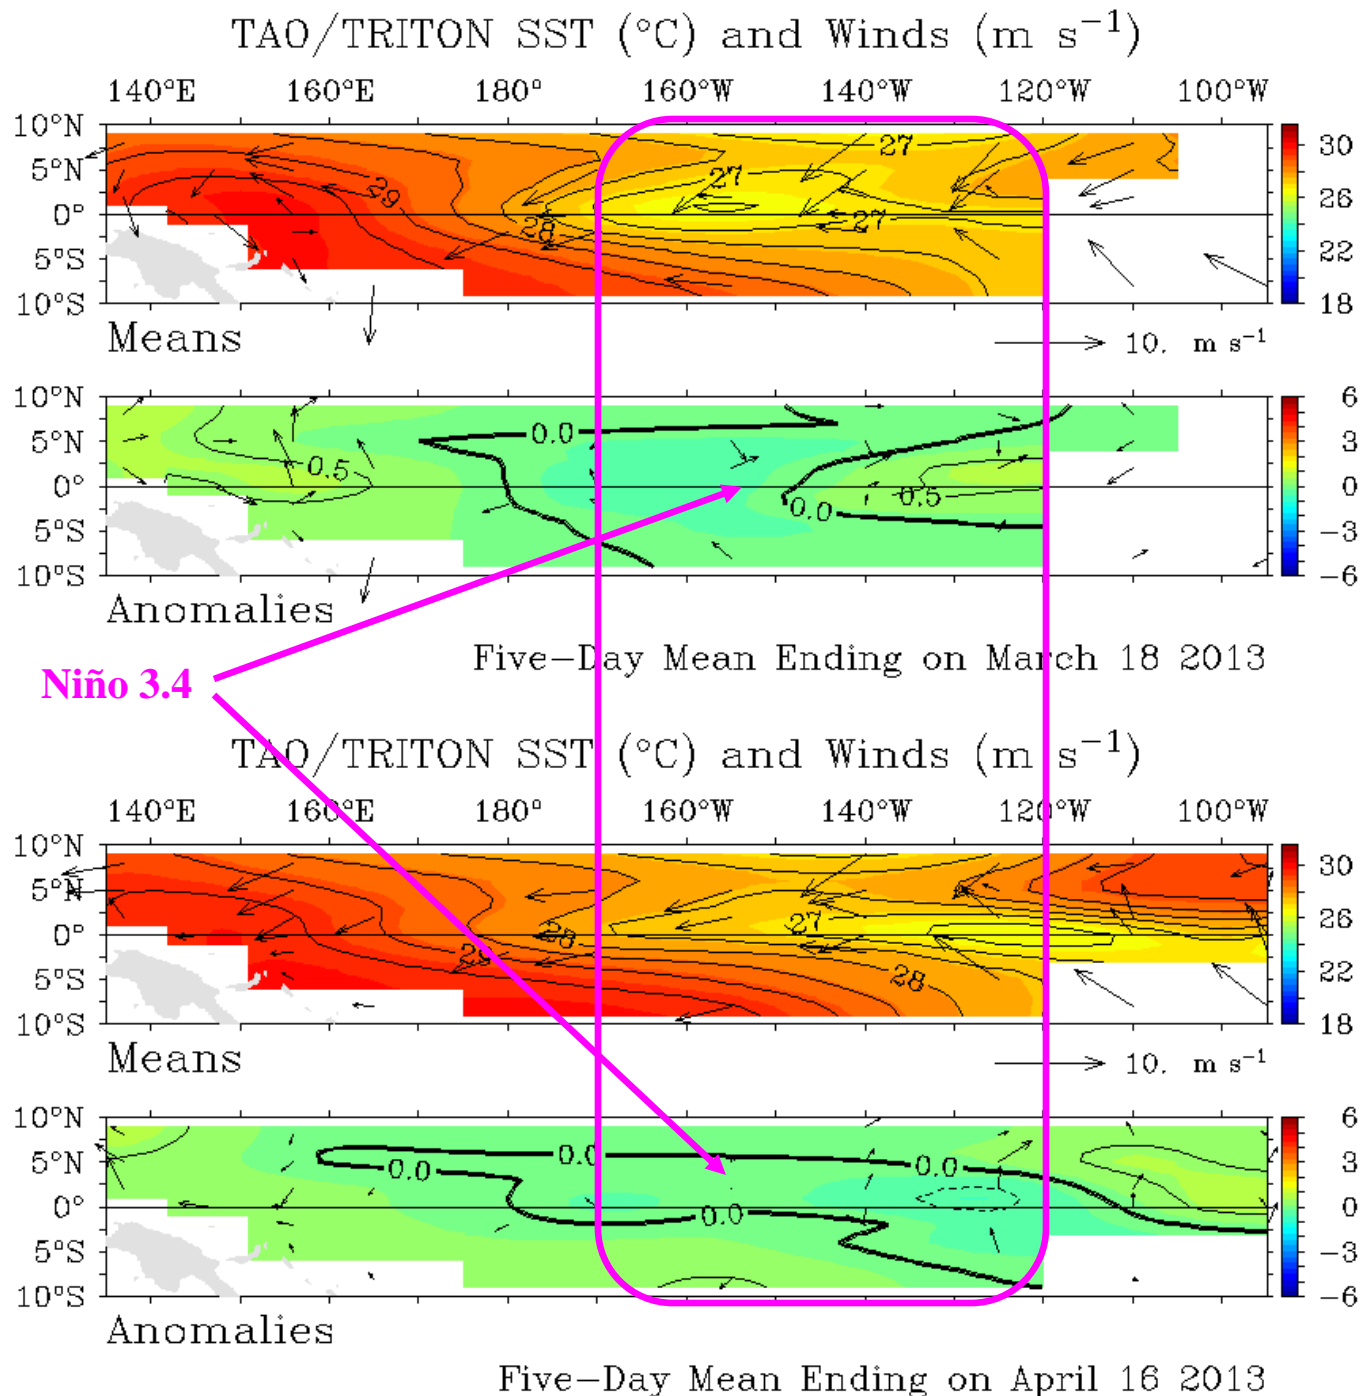 TAO/TRITON SST (°C) and Winds (m s⁻¹)
140°E 160°E 180° 160°W 140°W 120°W 100°W
10°N
5°N
0°
5°S
10°S
29
28
27
27
27
30
26
22
18
Means
10. m s⁻¹
10°N
5°N
0°
5°S
10°S
0.5
0.0
0.0
0.5
6
3
0
−3
−6
Anomalies
Five−Day Mean Ending on March 18 2013
Niño 3.4
TAO/TRITON SST (°C) and Winds (m s⁻¹)
140°E 160°E 180° 160°W 140°W 120°W 100°W
10°N
5°N
0°
5°S
10°S
29
28
27
28
30
26
22
18
Means
10. m s⁻¹
10°N
5°N
0°
5°S
10°S
0.0
0.0
0.0
0.0
6
3
0
−3
−6
Anomalies
Five−Day Mean Ending on April 16 2013